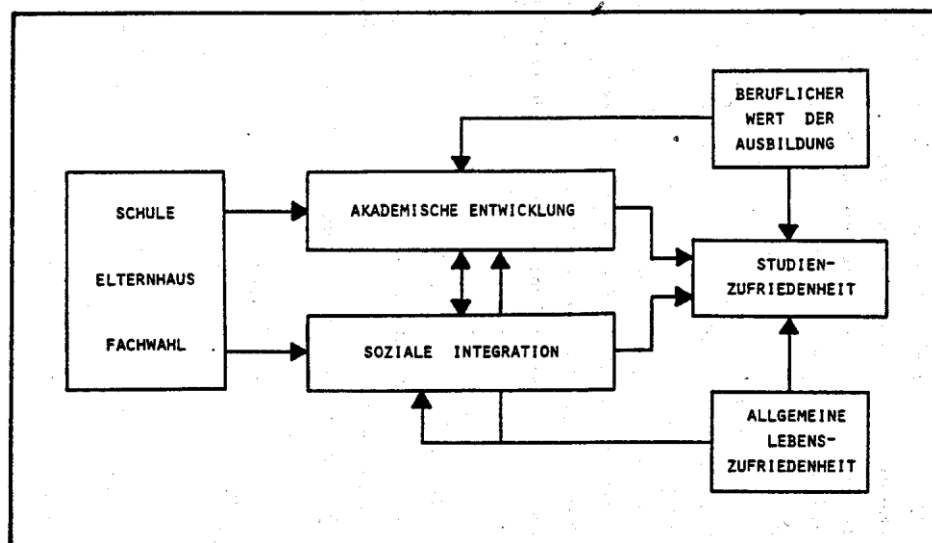 BERUFLICHER
WERT DER
AUSBILDUNG
SCHULE
ELTERNHAUS
FACHWAHL
AKADEMISCHE ENTWICKLUNG
SOZIALE INTEGRATION
STUDIEN-
ZUFRIEDENHEIT
ALLGEMEINE
LEBENS-
ZUFRIEDENHEIT